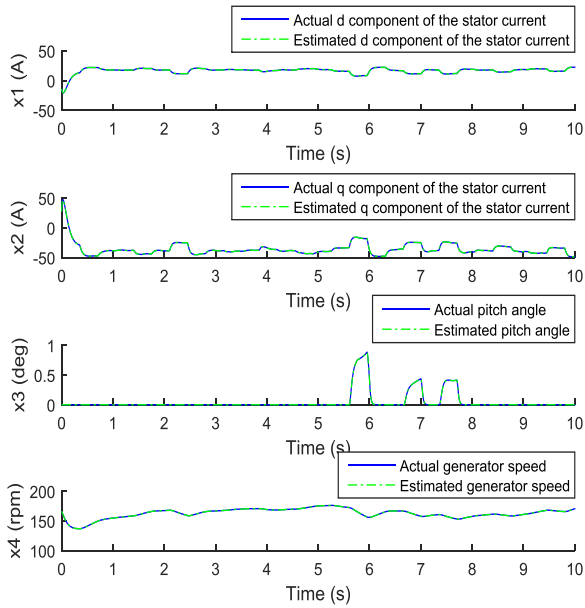 Actual d component of the stator current
Estimated d component of the stator current
x1 (A)
50
0
-50
0 1 2 3 4 5 6 7 8 9 10
Time (s)
Actual q component of the stator current
Estimated q component of the stator current
x2 (A)
50
0
-50
0 1 2 3 4 5 6 7 8 9 10
Time (s)
Actual pitch angle
Estimated pitch angle
x3 (deg)
1
0.5
0
0 1 2 3 4 5 6 7 8 9 10
Time (s)
Actual generator speed
Estimated generator speed
x4 (rpm)
200
150
100
0 1 2 3 4 5 6 7 8 9 10
Time (s)